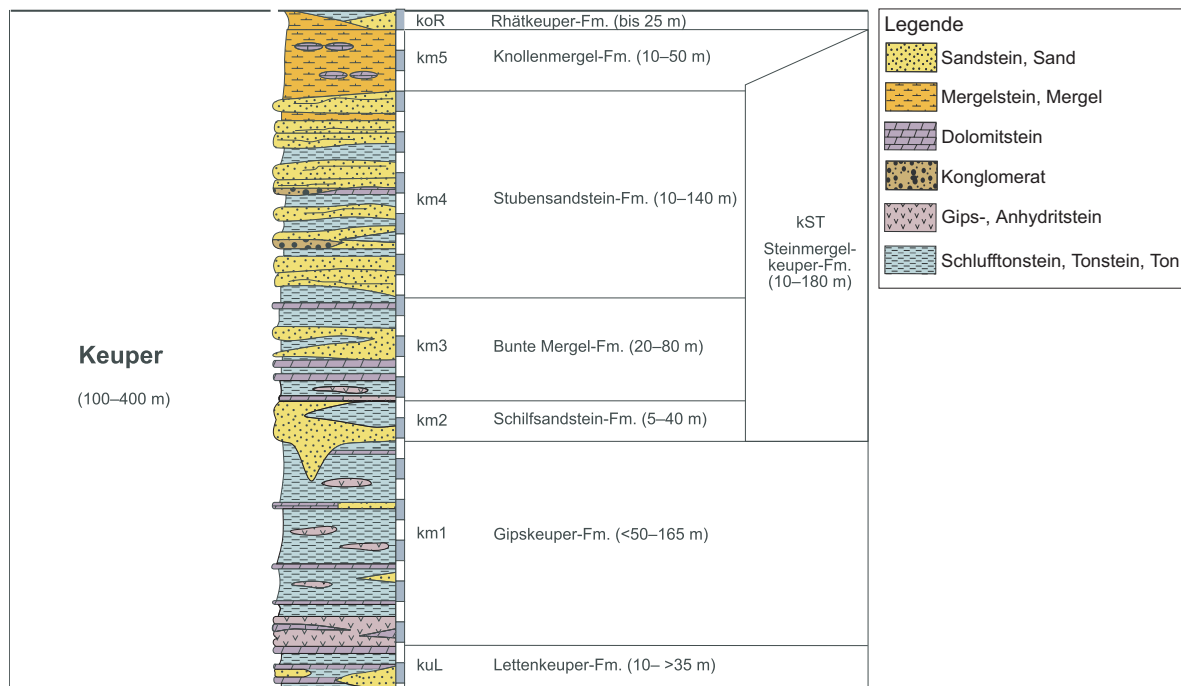 koR Rhätkeuper-Fm. (bis 25 m)
km5 Knollenmergel-Fm. (10–50 m)
km4 Stubensandstein-Fm. (10–140 m)
kST
Steinmergel-
keuper-Fm.
(10–180 m)
km3 Bunte Mergel-Fm. (20–80 m)
Keuper
(100–400 m)
km2 Schilfsandstein-Fm. (5–40 m)
km1 Gipskeuper-Fm. (<50–165 m)
kuL Lettenkeuper-Fm. (10– >35 m)
Legende
Sandstein, Sand
Mergelstein, Mergel
Dolomitstein
Konglomerat
Gips-, Anhydritstein
Schlufftonstein, Tonstein, Ton